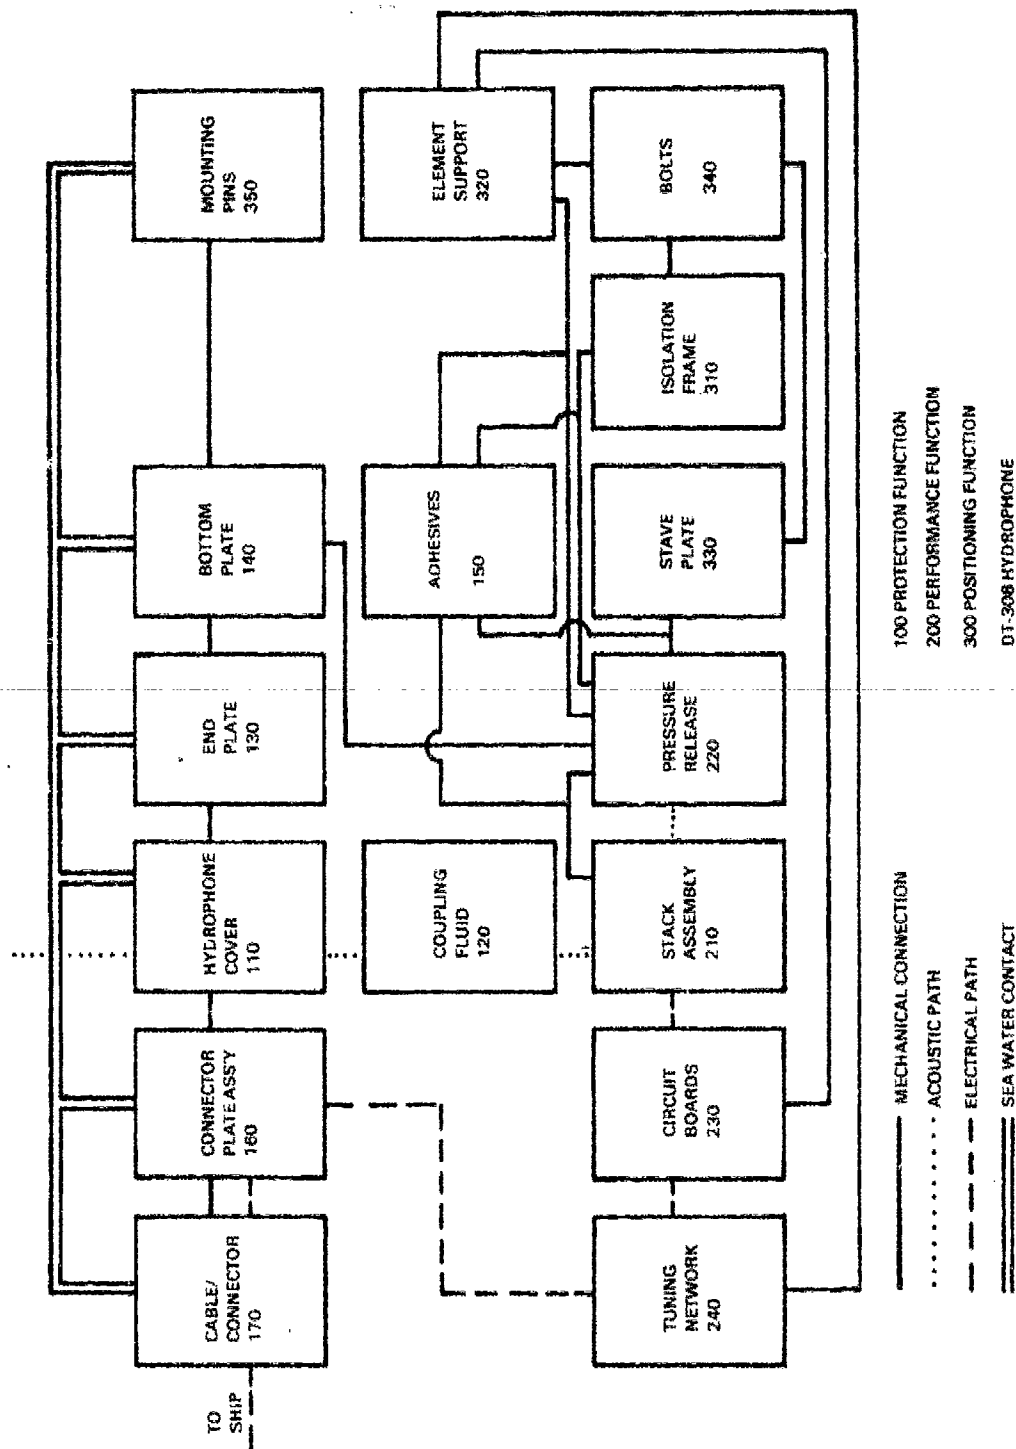 TO
SHIP
CABLE/
CONNECTOR
170
CONNECTOR
PLATE ASS'Y
160
HYDROPHONE
COVER
110
END
PLATE
130
BOTTOM
PLATE
140
MOUNTING
PINS
350
COUPLING
FLUID
120
ADHESIVES
150
ELEMENT
SUPPORT
320
TUNING
NETWORK
240
CIRCUIT
BOARDS
230
STACK
ASSEMBLY
210
PRESSURE
RELEASE
220
STAVE
PLATE
330
ISOLATION
FRAME
310
BOLTS
340
MECHANICAL CONNECTION
ACOUSTIC PATH
ELECTRICAL PATH
SEA WATER CONTACT
100 PROTECTION FUNCTION
200 PERFORMANCE FUNCTION
300 POSITIONING FUNCTION
DT-308 HYDROPHONE